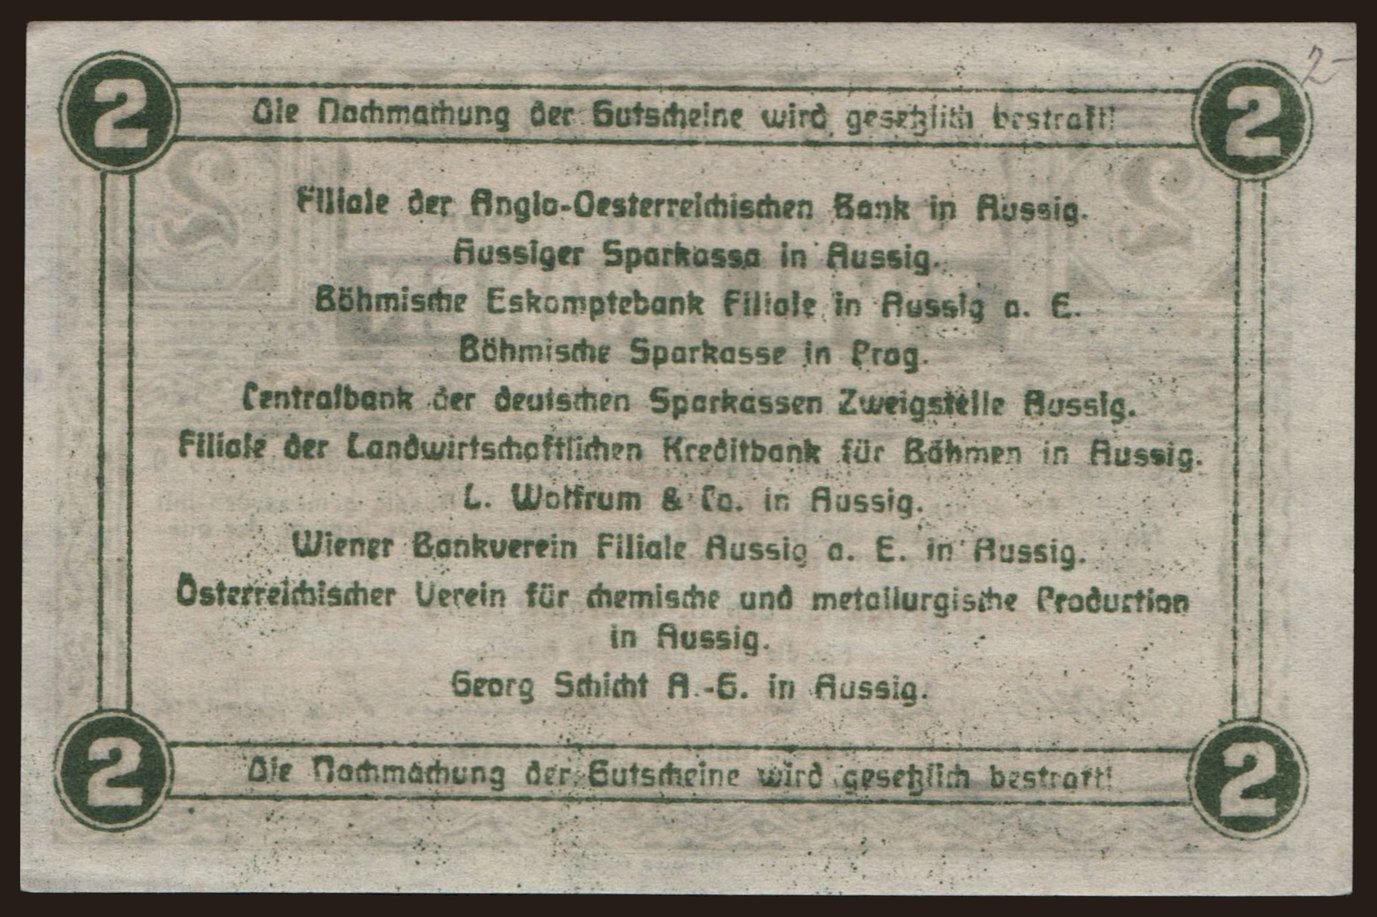 2 Die Nachmachung der Gutscheine wird gesetzlich bestraft! 2
2-
Filiale der Anglo-Oesterreichischen Bank in Aussig.
Aussiger Sparkassa in Aussig.
Böhmische Eskomptebank Filiale in Aussig a. E.
Böhmische Sparkasse in Prag.
Centralbank der deutschen Sparkassen Zweigstelle Aussig.
Filiale der Landwirtschaftlichen Kreditbank für Böhmen in Aussig.
L. Wolfrum & Co. in Aussig.
Wiener Bankverein Filiale Aussig a. E. in Aussig.
Österreichischer Verein für chemische und metallurgische Production
in Aussig.
Georg Schicht A.-G. in Aussig.
2 Die Nachmachung der Gutscheine wird gesetzlich bestraft! 2